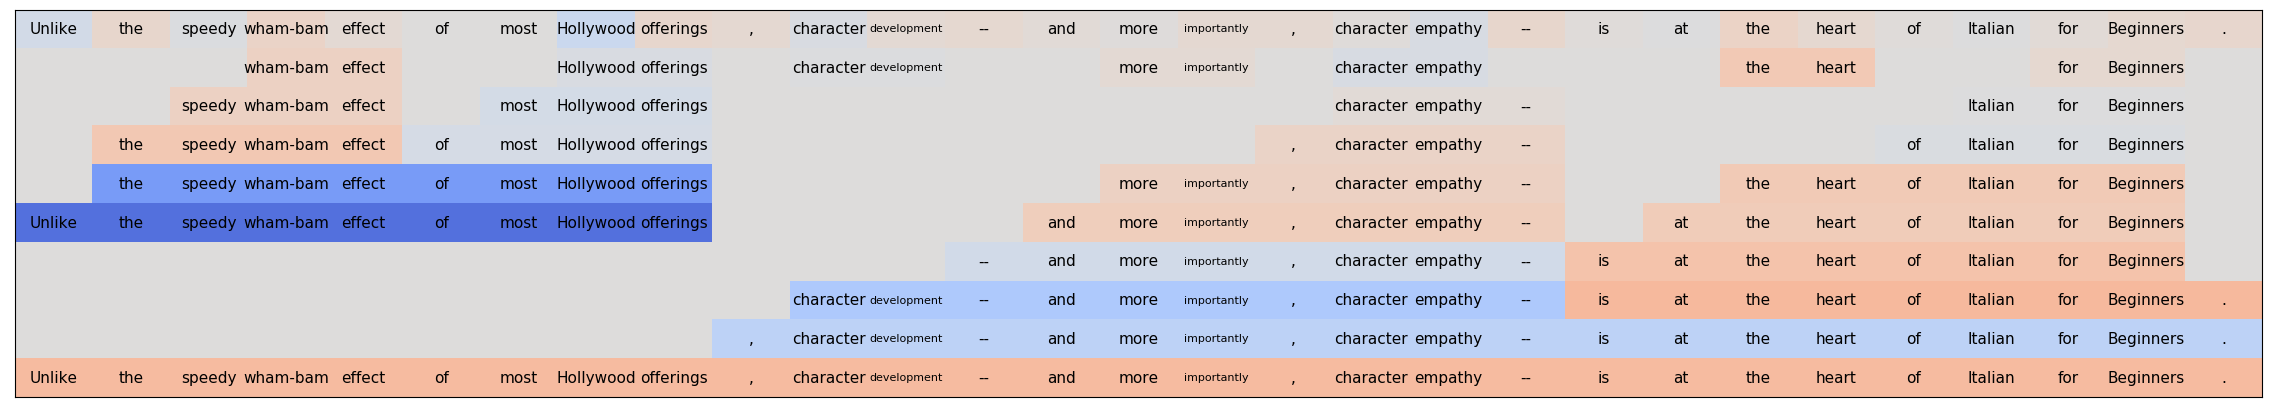 Unlike the speedy wham-bam effect of most Hollywood offerings , character development -- and more importantly , character empathy -- is at the heart of Italian for Beginners .
wham-bam effect Hollywood offerings character development more importantly character empathy the heart for Beginners
speedy wham-bam effect most Hollywood offerings character empathy -- Italian for Beginners
the speedy wham-bam effect of most Hollywood offerings , character empathy -- of Italian for Beginners
the speedy wham-bam effect of most Hollywood offerings more importantly , character empathy -- the heart of Italian for Beginners
Unlike the speedy wham-bam effect of most Hollywood offerings and more importantly , character empathy -- at the heart of Italian for Beginners
-- and more importantly , character empathy -- is at the heart of Italian for Beginners
character development -- and more importantly , character empathy -- is at the heart of Italian for Beginners .
, character development -- and more importantly , character empathy -- is at the heart of Italian for Beginners .
Unlike the speedy wham-bam effect of most Hollywood offerings , character development -- and more importantly , character empathy -- is at the heart of Italian for Beginners .